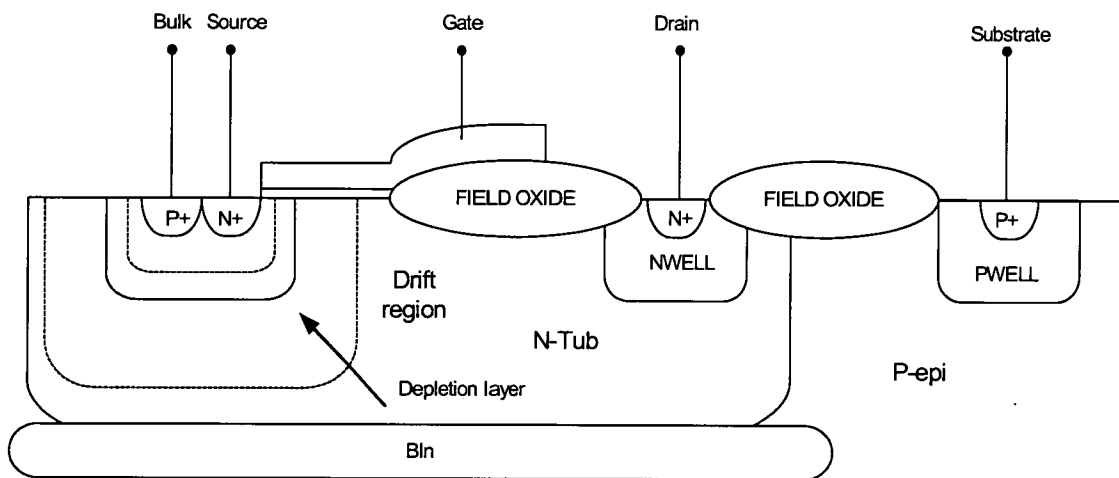 Bulk
Source
Gate
Drain
Substrate
FIELD OXIDE
FIELD OXIDE
P+
N+
N+
P+
NWELL
PWELL
Drift
region
N-Tub
P-epi
Depletion layer
Bln